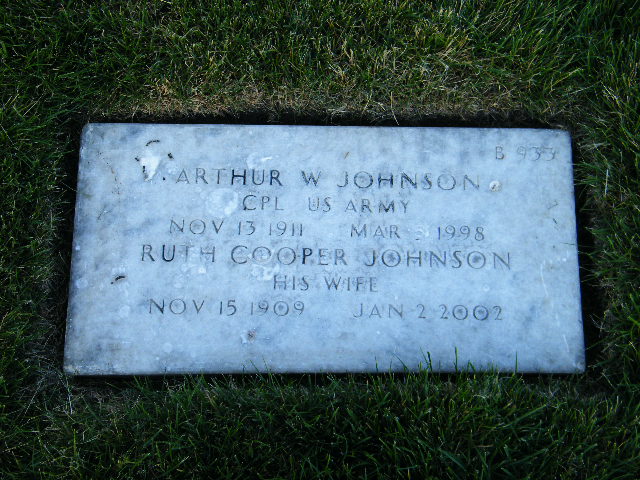 B 933
ARTHUR W JOHNSON
CPL US ARMY
NOV 13 1911 MAR 1998
RUTH COOPER JOHNSON
HIS WIFE
NOV 15 1909 JAN 2 2002